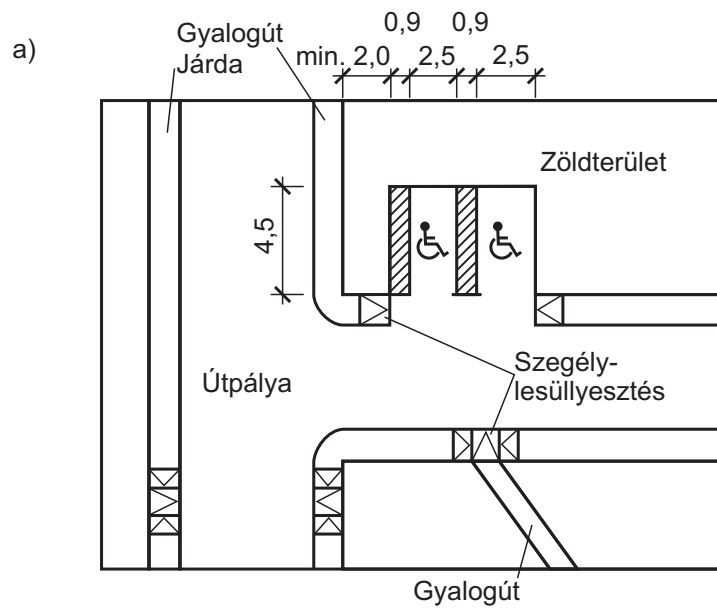 a)
Gyalogút
Járda
0,9
0,9
min. 2,0
2,5
2,5
Zöldterület
4,5
Útpálya
Szegély-
lesüllyesztés
Gyalogút